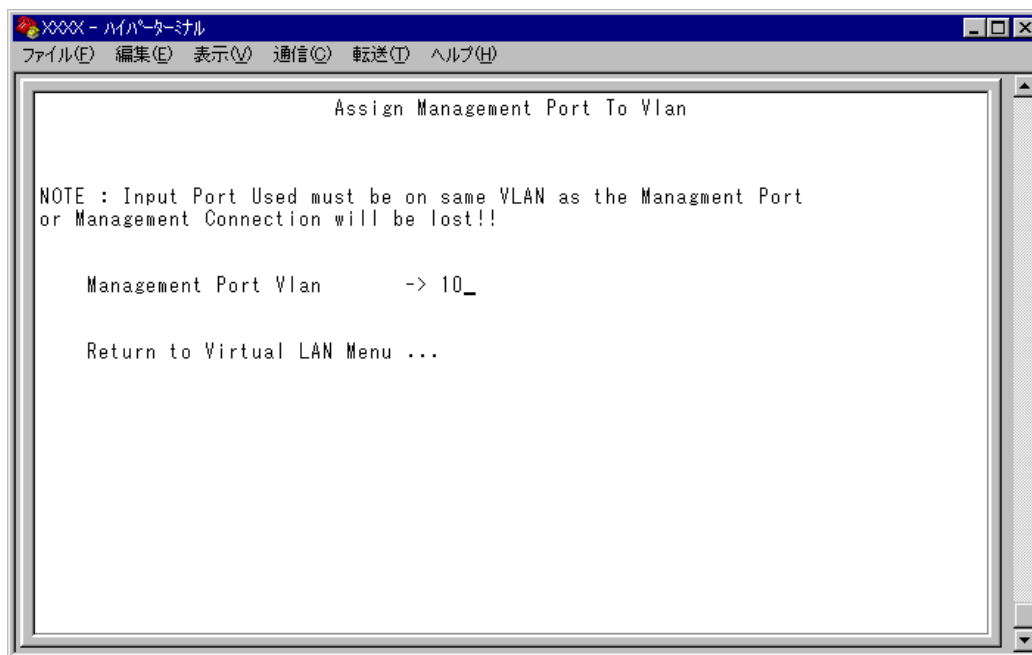 XXXX - ハイパーターミナル
ファイル(F) 編集(E) 表示(V) 通信(C) 転送(T) ヘルプ(H)
Assign Management Port To Vlan
NOTE : Input Port Used must be on same VLAN as the Managment Port
or Management Connection will be lost!!
Management Port Vlan -> 10_
Return to Virtual LAN Menu ...